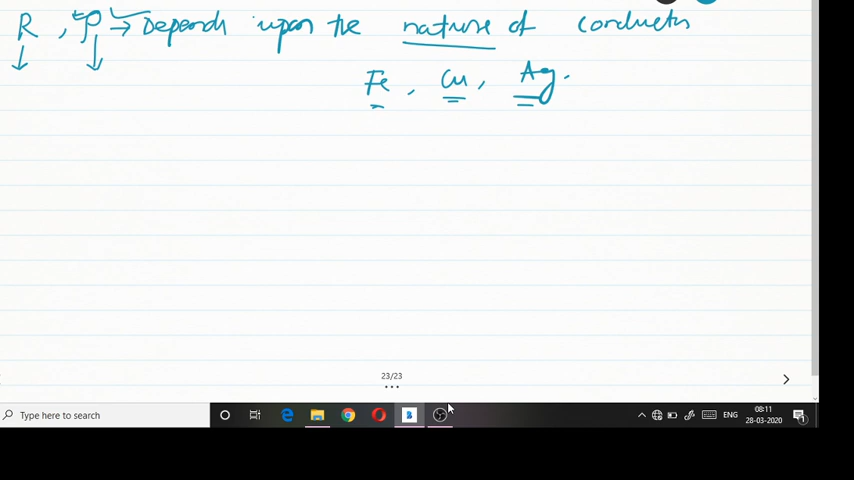 R , ρ → Depends upon the nature of conductor
Fe , Cu , Ag.
23/23
Type here to search
ENG
08:11
28-03-2020